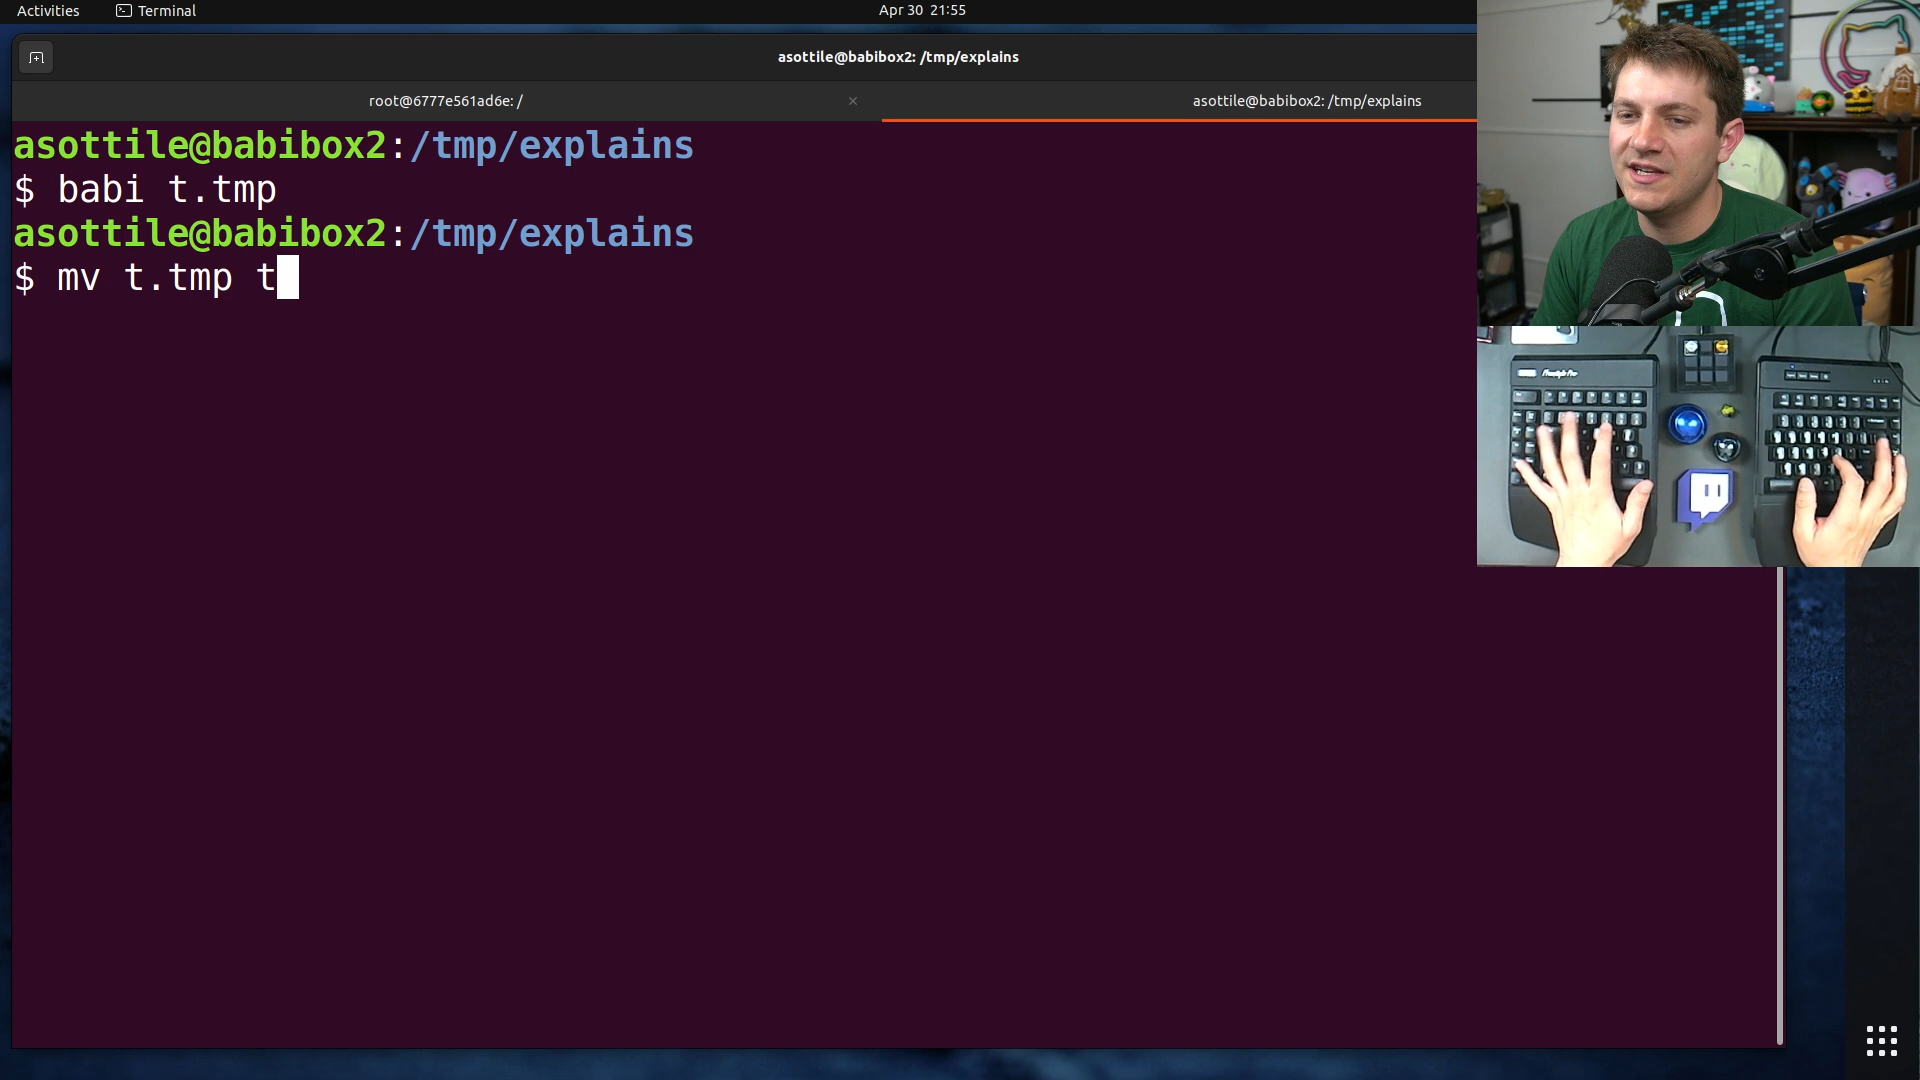 Activities
Terminal
Apr 30 21:55
asottile@babibox2: /tmp/explains
root@6777e561ad6e: /
×
asottile@babibox2: /tmp/explains
asottile@babibox2:/tmp/explains
$ babi t.tmp
asottile@babibox2:/tmp/explains
$ mv t.tmp t